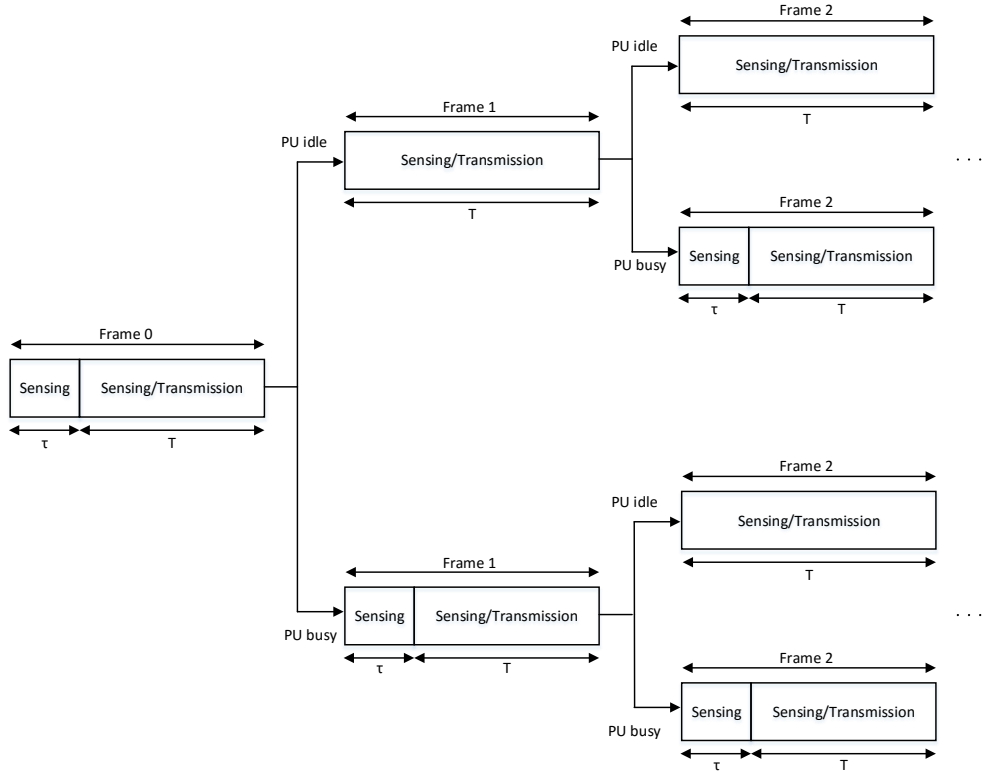 Frame 2
PU idle
Sensing/Transmission
T
Frame 1
PU idle
Sensing/Transmission
T
. . .
Frame 2
PU busy
Sensing
Sensing/Transmission
τ
T
Frame 0
Sensing
Sensing/Transmission
τ
T
Frame 2
PU idle
Sensing/Transmission
T
Frame 1
Sensing
Sensing/Transmission
PU busy
τ
T
. . .
Frame 2
Sensing
Sensing/Transmission
PU busy
τ
T